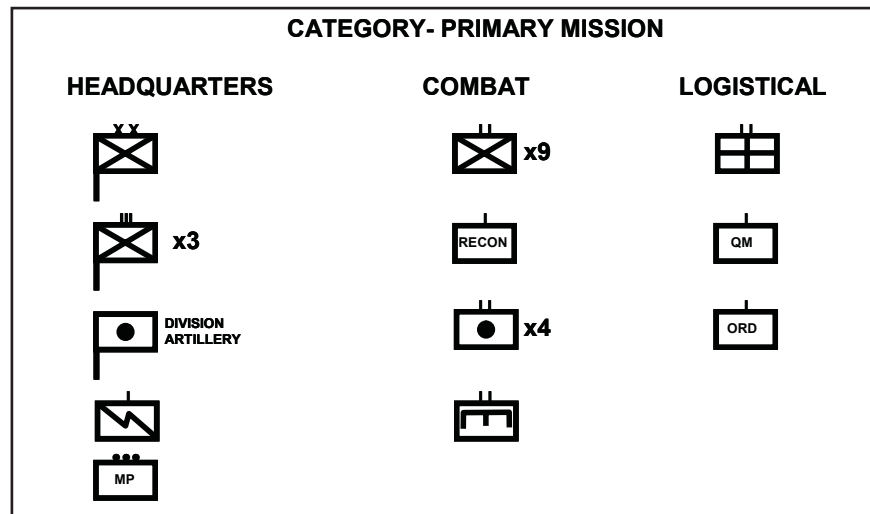 CATEGORY- PRIMARY MISSION
HEADQUARTERS
COMBAT
LOGISTICAL
x9
x3
RECON
QM
DIVISION
ARTILLERY
x4
ORD
MP